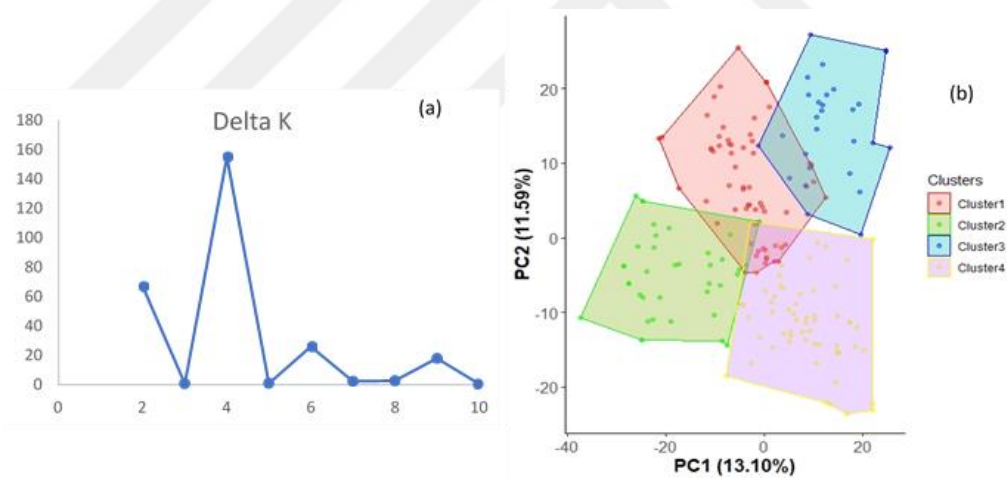 (a)
Delta K
180
160
140
120
100
80
60
40
20
0
0 2 4 6 8 10
(b)
PC2 (11.59%)
20
10
0
-10
-20
-40 -20 0 20
PC1 (13.10%)
Clusters
Cluster1
Cluster2
Cluster3
Cluster4